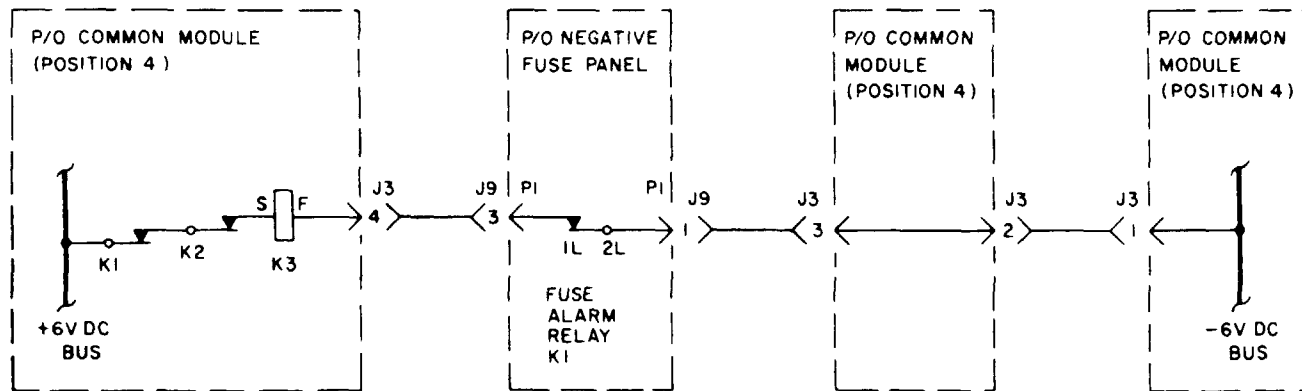 P/O COMMON MODULE
(POSITION 4)
S F
K1
K2
K3
+6V DC
BUS
J3
4
J9
3
P/O NEGATIVE
FUSE PANEL
P1
P1
1L 2L
FUSE
ALARM
RELAY
K1
J9
1
J3
3
P/O COMMON
MODULE
(POSITION 4)
J3
2
J3
1
P/O COMMON
MODULE
(POSITION 4)
-6V DC
BUS